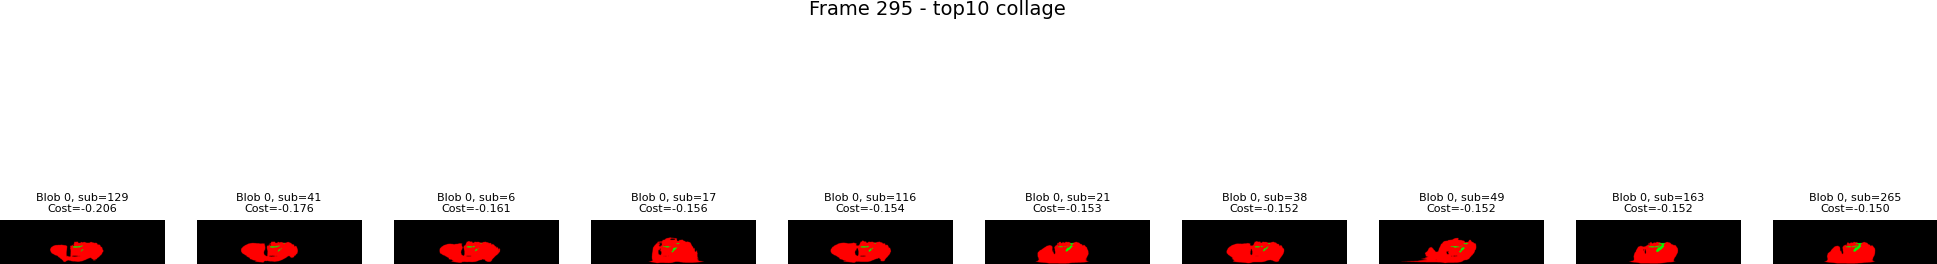 Frame 295 - top10 collage
Blob 0, sub=129
Cost=-0.206
Blob 0, sub=41
Cost=-0.176
Blob 0, sub=6
Cost=-0.161
Blob 0, sub=17
Cost=-0.156
Blob 0, sub=116
Cost=-0.154
Blob 0, sub=21
Cost=-0.153
Blob 0, sub=38
Cost=-0.152
Blob 0, sub=49
Cost=-0.152
Blob 0, sub=163
Cost=-0.152
Blob 0, sub=265
Cost=-0.150